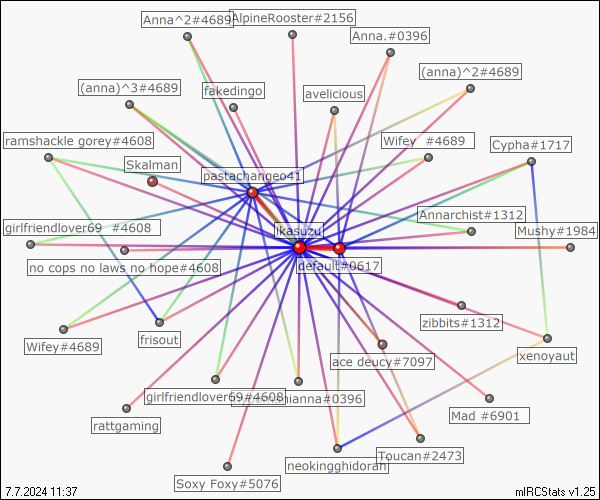 Anna^2#4689
AlpineRooster#2156
Anna.#0396
(anna)^2#4689
(anna)^3#4689
fakedingo
avelicious
ramshackle gorey#4608
Wifey #4689
Cypha#1717
Skalman
pastachangeo41
Annarchist#1312
girlfriendlover69 #4608
ikasuzu
Mushy#1984
no cops no laws no hope#4608
default#0617
zibbits#1312
Wifey#4689
frisout
ace deucy#7097
xenoyaut
girlfriendlover69#4608
anna#0396
Mad #6901
rattgaming
Toucan#2473
neokingghidorah
Soxy Foxy#5076
7.7.2024 11:37
mIRCStats v1.25